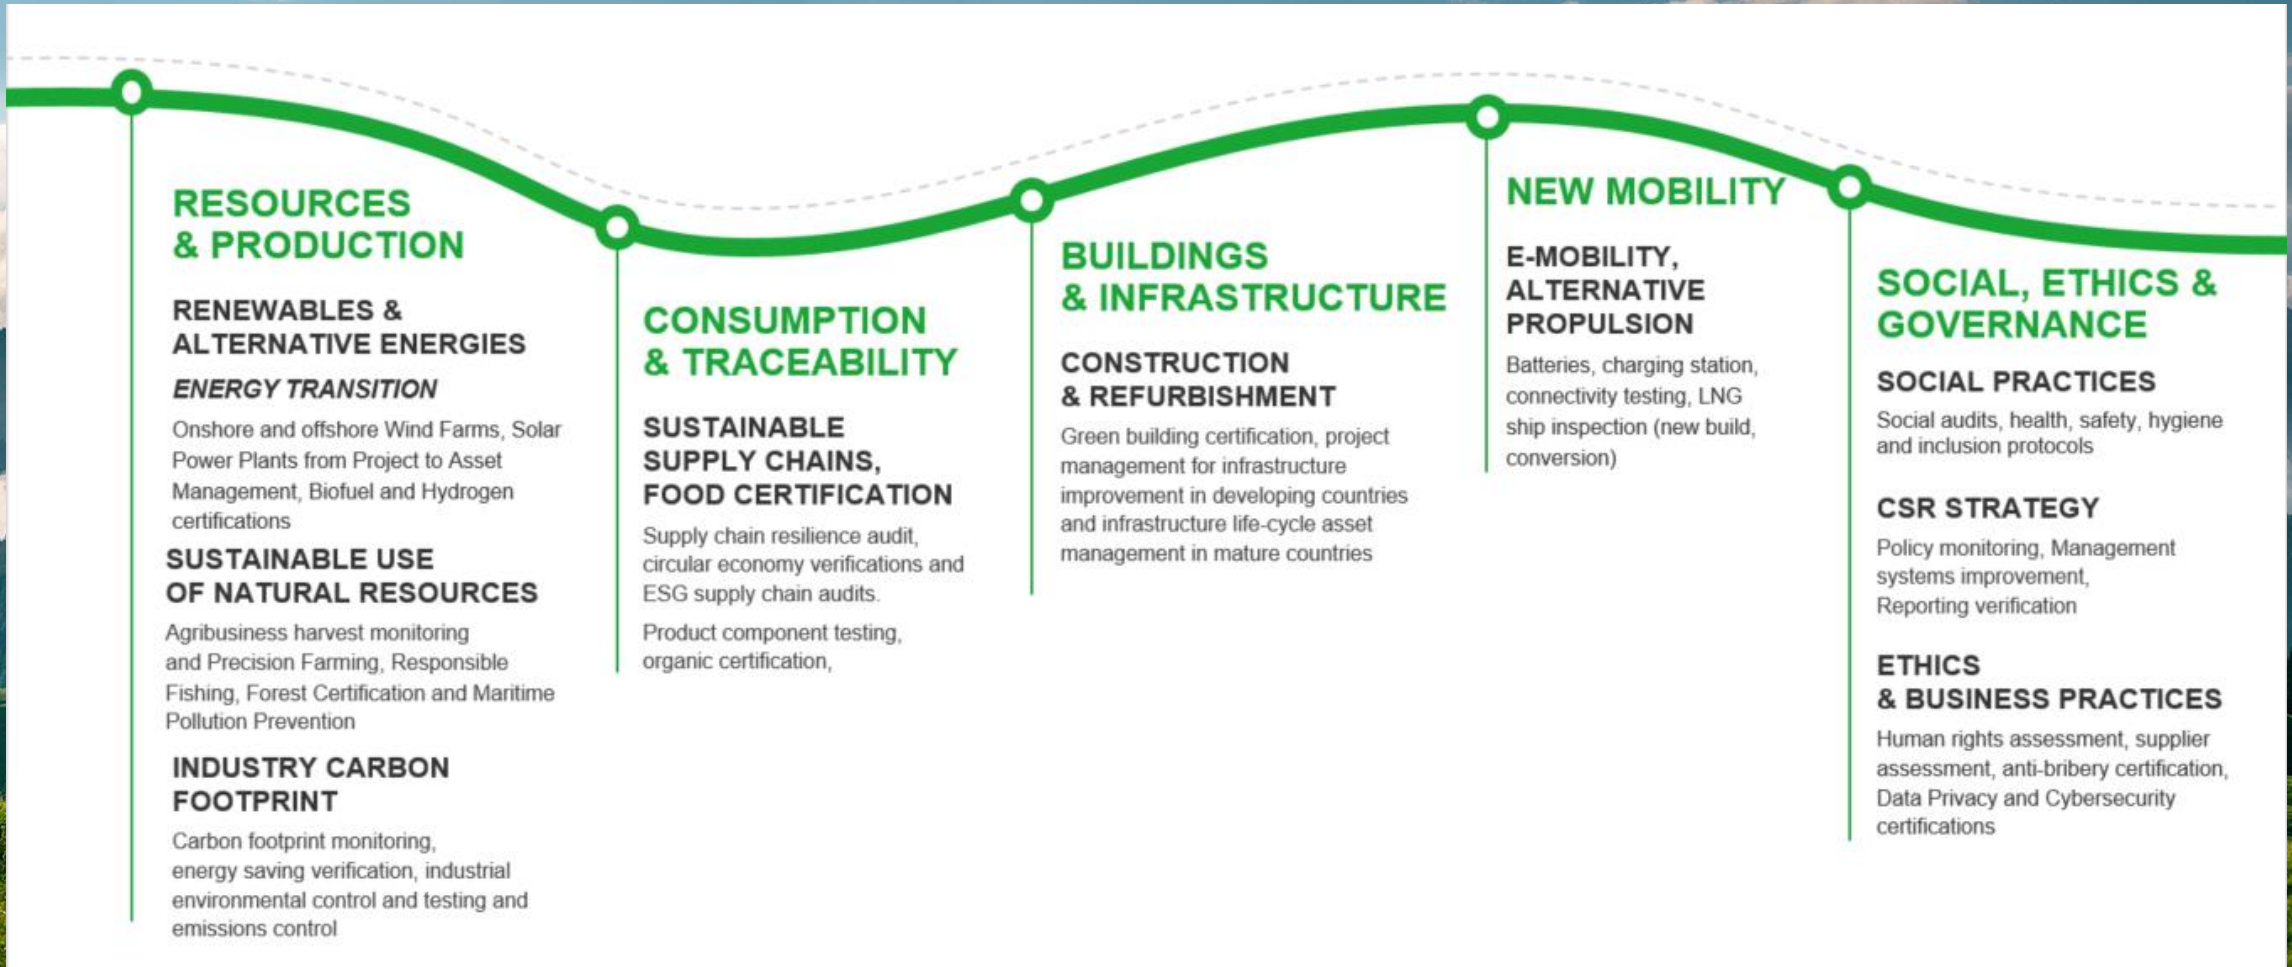 RESOURCES
& PRODUCTION
RENEWABLES &
ALTERNATIVE ENERGIES
ENERGY TRANSITION
Onshore and offshore Wind Farms, Solar
Power Plants from Project to Asset
Management, Biofuel and Hydrogen
certifications
SUSTAINABLE USE
OF NATURAL RESOURCES
Agribusiness harvest monitoring
and Precision Farming, Responsible
Fishing, Forest Certification and Maritime
Pollution Prevention
INDUSTRY CARBON
FOOTPRINT
Carbon footprint monitoring,
energy saving verification, industrial
environmental control and testing and
emissions control
CONSUMPTION
& TRACEABILITY
SUSTAINABLE
SUPPLY CHAINS,
FOOD CERTIFICATION
Supply chain resilience audit,
circular economy verifications and
ESG supply chain audits.
Product component testing,
organic certification,
BUILDINGS
& INFRASTRUCTURE
CONSTRUCTION
& REFURBISHMENT
Green building certification, project
management for infrastructure
improvement in developing countries
and infrastructure life-cycle asset
management in mature countries
NEW MOBILITY
E-MOBILITY,
ALTERNATIVE
PROPULSION
Batteries, charging station,
connectivity testing, LNG
ship inspection (new build,
conversion)
SOCIAL, ETHICS &
GOVERNANCE
SOCIAL PRACTICES
Social audits, health, safety, hygiene
and inclusion protocols
CSR STRATEGY
Policy monitoring, Management
systems improvement,
Reporting verification
ETHICS
& BUSINESS PRACTICES
Human rights assessment, supplier
assessment, anti-bribery certification,
Data Privacy and Cybersecurity
certifications